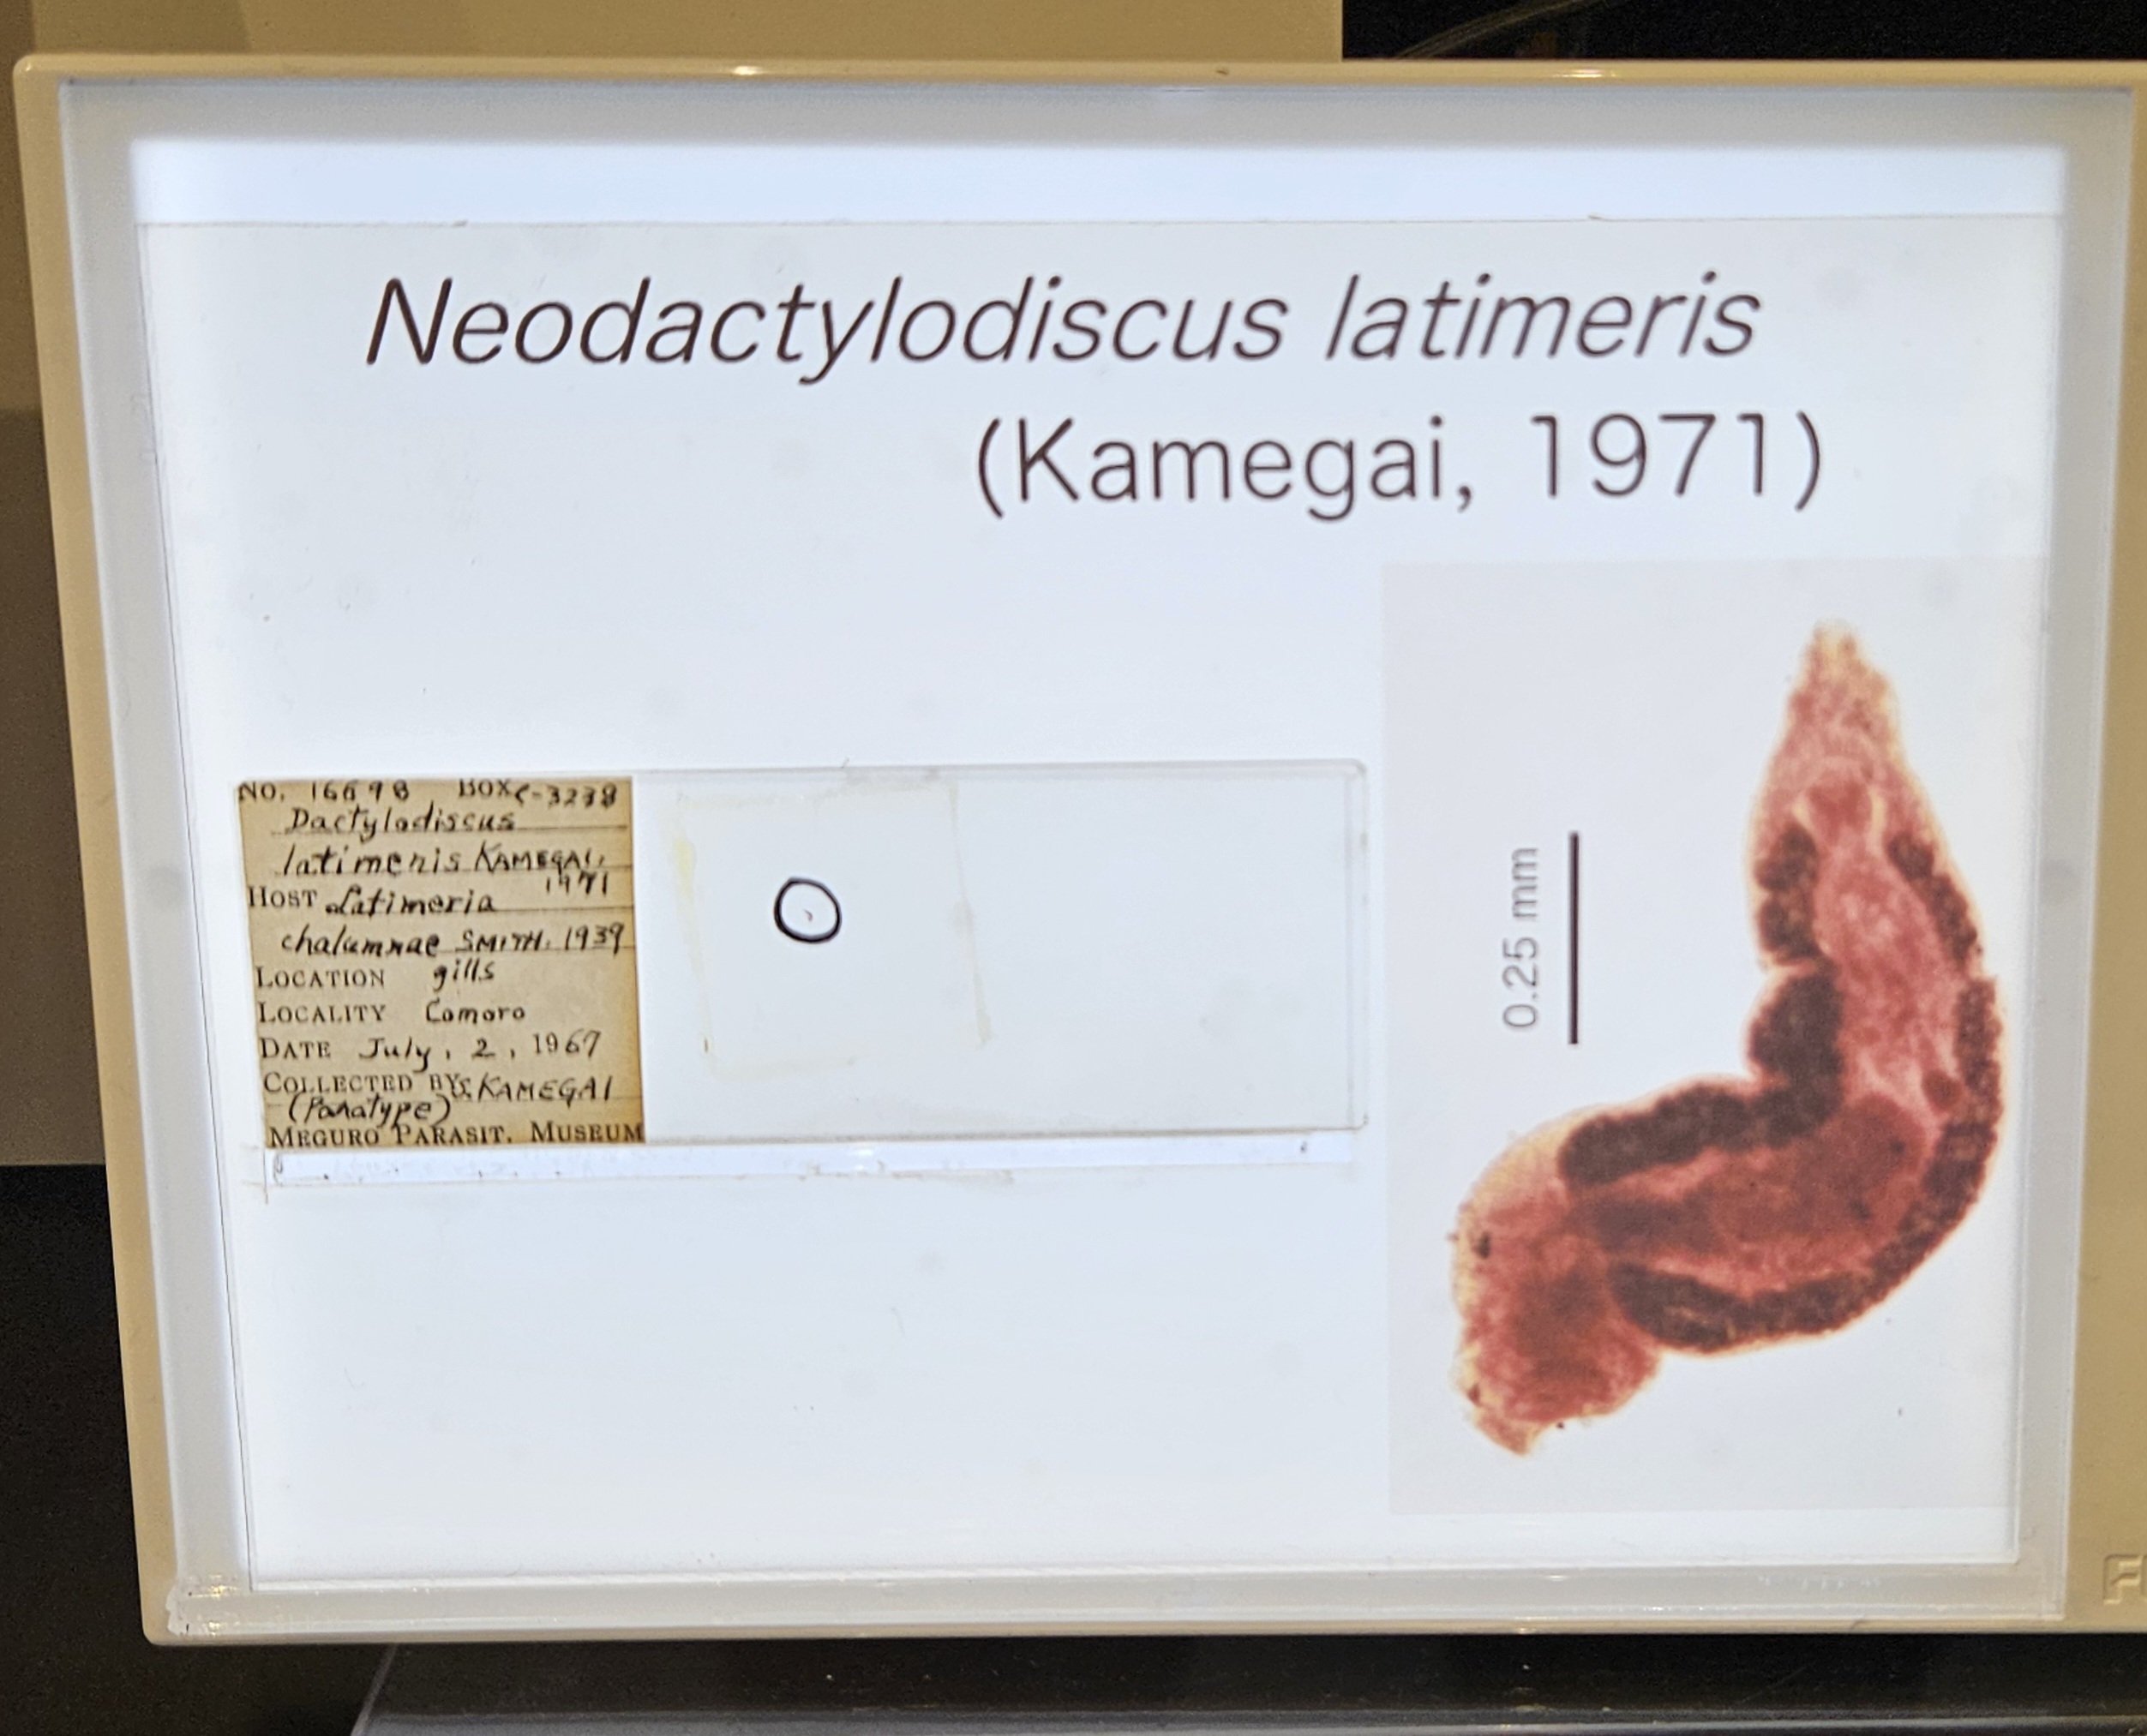 Neodactylodiscus latimeris
(Kamegai, 1971)
NO. 16698 BOX C-3238
Dactylodiscus
latimeris KAMEGAI,
1971
HOST Latimeria
chalumnae SMITH, 1939
LOCATION gills
LOCALITY Comoro
DATE July, 2, 1967
COLLECTED BY S. KAMEGAI
(Paratype)
MEGURO PARASIT. MUSEUM
0.25 mm